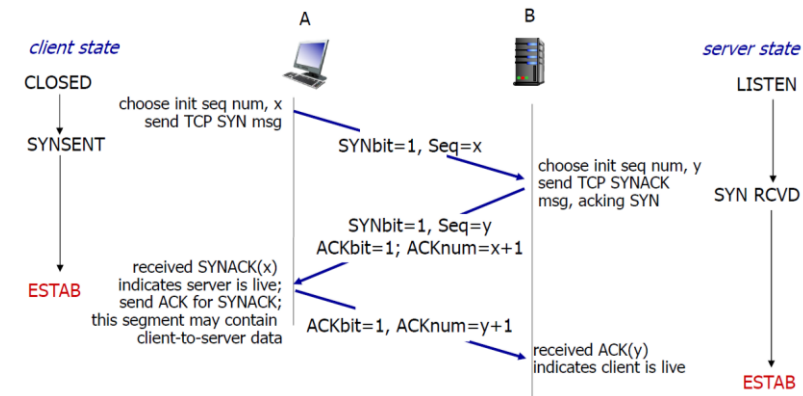 A
B
client state
server state
CLOSED
LISTEN
choose init seq num, x
send TCP SYN msg
SYNSENT
SYNbit=1, Seq=x
choose init seq num, y
send TCP SYNACK
msg, acking SYN
SYN RCVD
SYNbit=1, Seq=y
ACKbit=1; ACKnum=x+1
received SYNACK(x)
indicates server is live;
send ACK for SYNACK;
this segment may contain
client-to-server data
ESTAB
ACKbit=1, ACKnum=y+1
received ACK(y)
indicates client is live
ESTAB